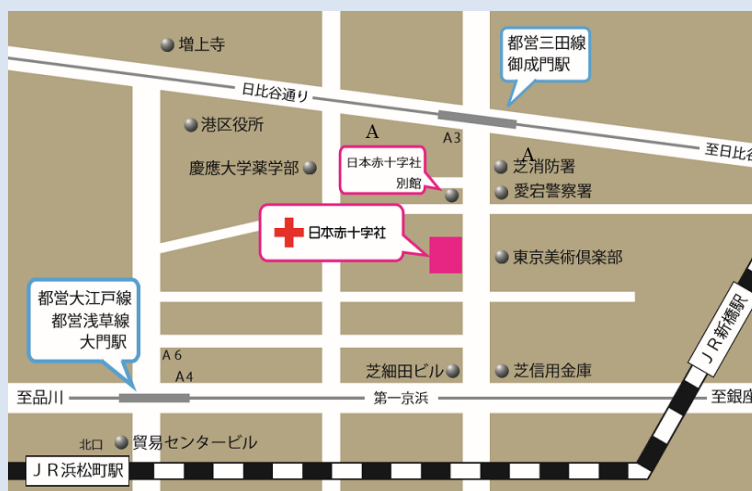 増上寺
都営三田線
御成門駅
日比谷通り
港区役所
A
A3
A
至日比谷
日本赤十字社
別館
慶應大学薬学部
芝消防署
愛宕警察署
日本赤十字社
東京美術倶楽部
都営大江戸線
都営浅草線
大門駅
JR新橋駅
A6
A4
芝細田ビル
芝信用金庫
至品川
第一京浜
至銀座
北口
貿易センタービル
JR浜松町駅